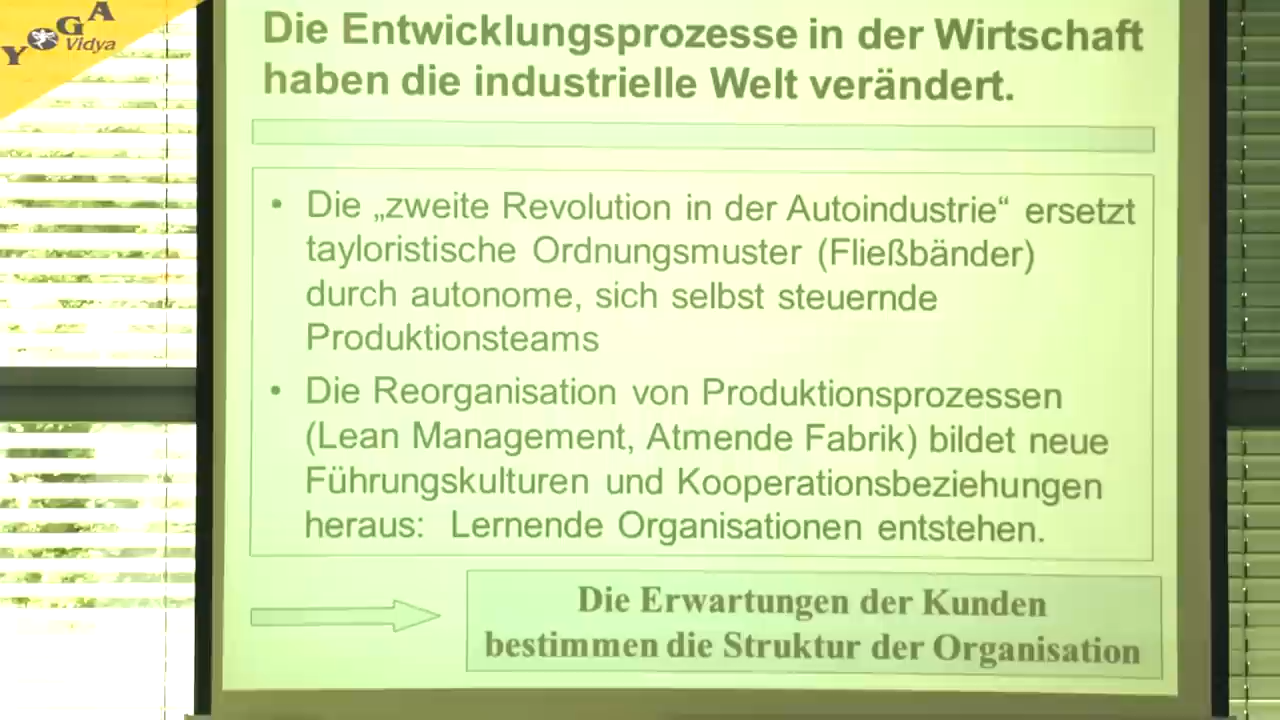 YOGA
Vidya
Die Entwicklungsprozesse in der Wirtschaft
haben die industrielle Welt verändert.
• Die „zweite Revolution in der Autoindustrie“ ersetzt
tayloristische Ordnungsmuster (Fließbänder)
durch autonome, sich selbst steuernde
Produktionsteams
• Die Reorganisation von Produktionsprozessen
(Lean Management, Atmende Fabrik) bildet neue
Führungskulturen und Kooperationsbeziehungen
heraus: Lernende Organisationen entstehen.
Die Erwartungen der Kunden
bestimmen die Struktur der Organisation